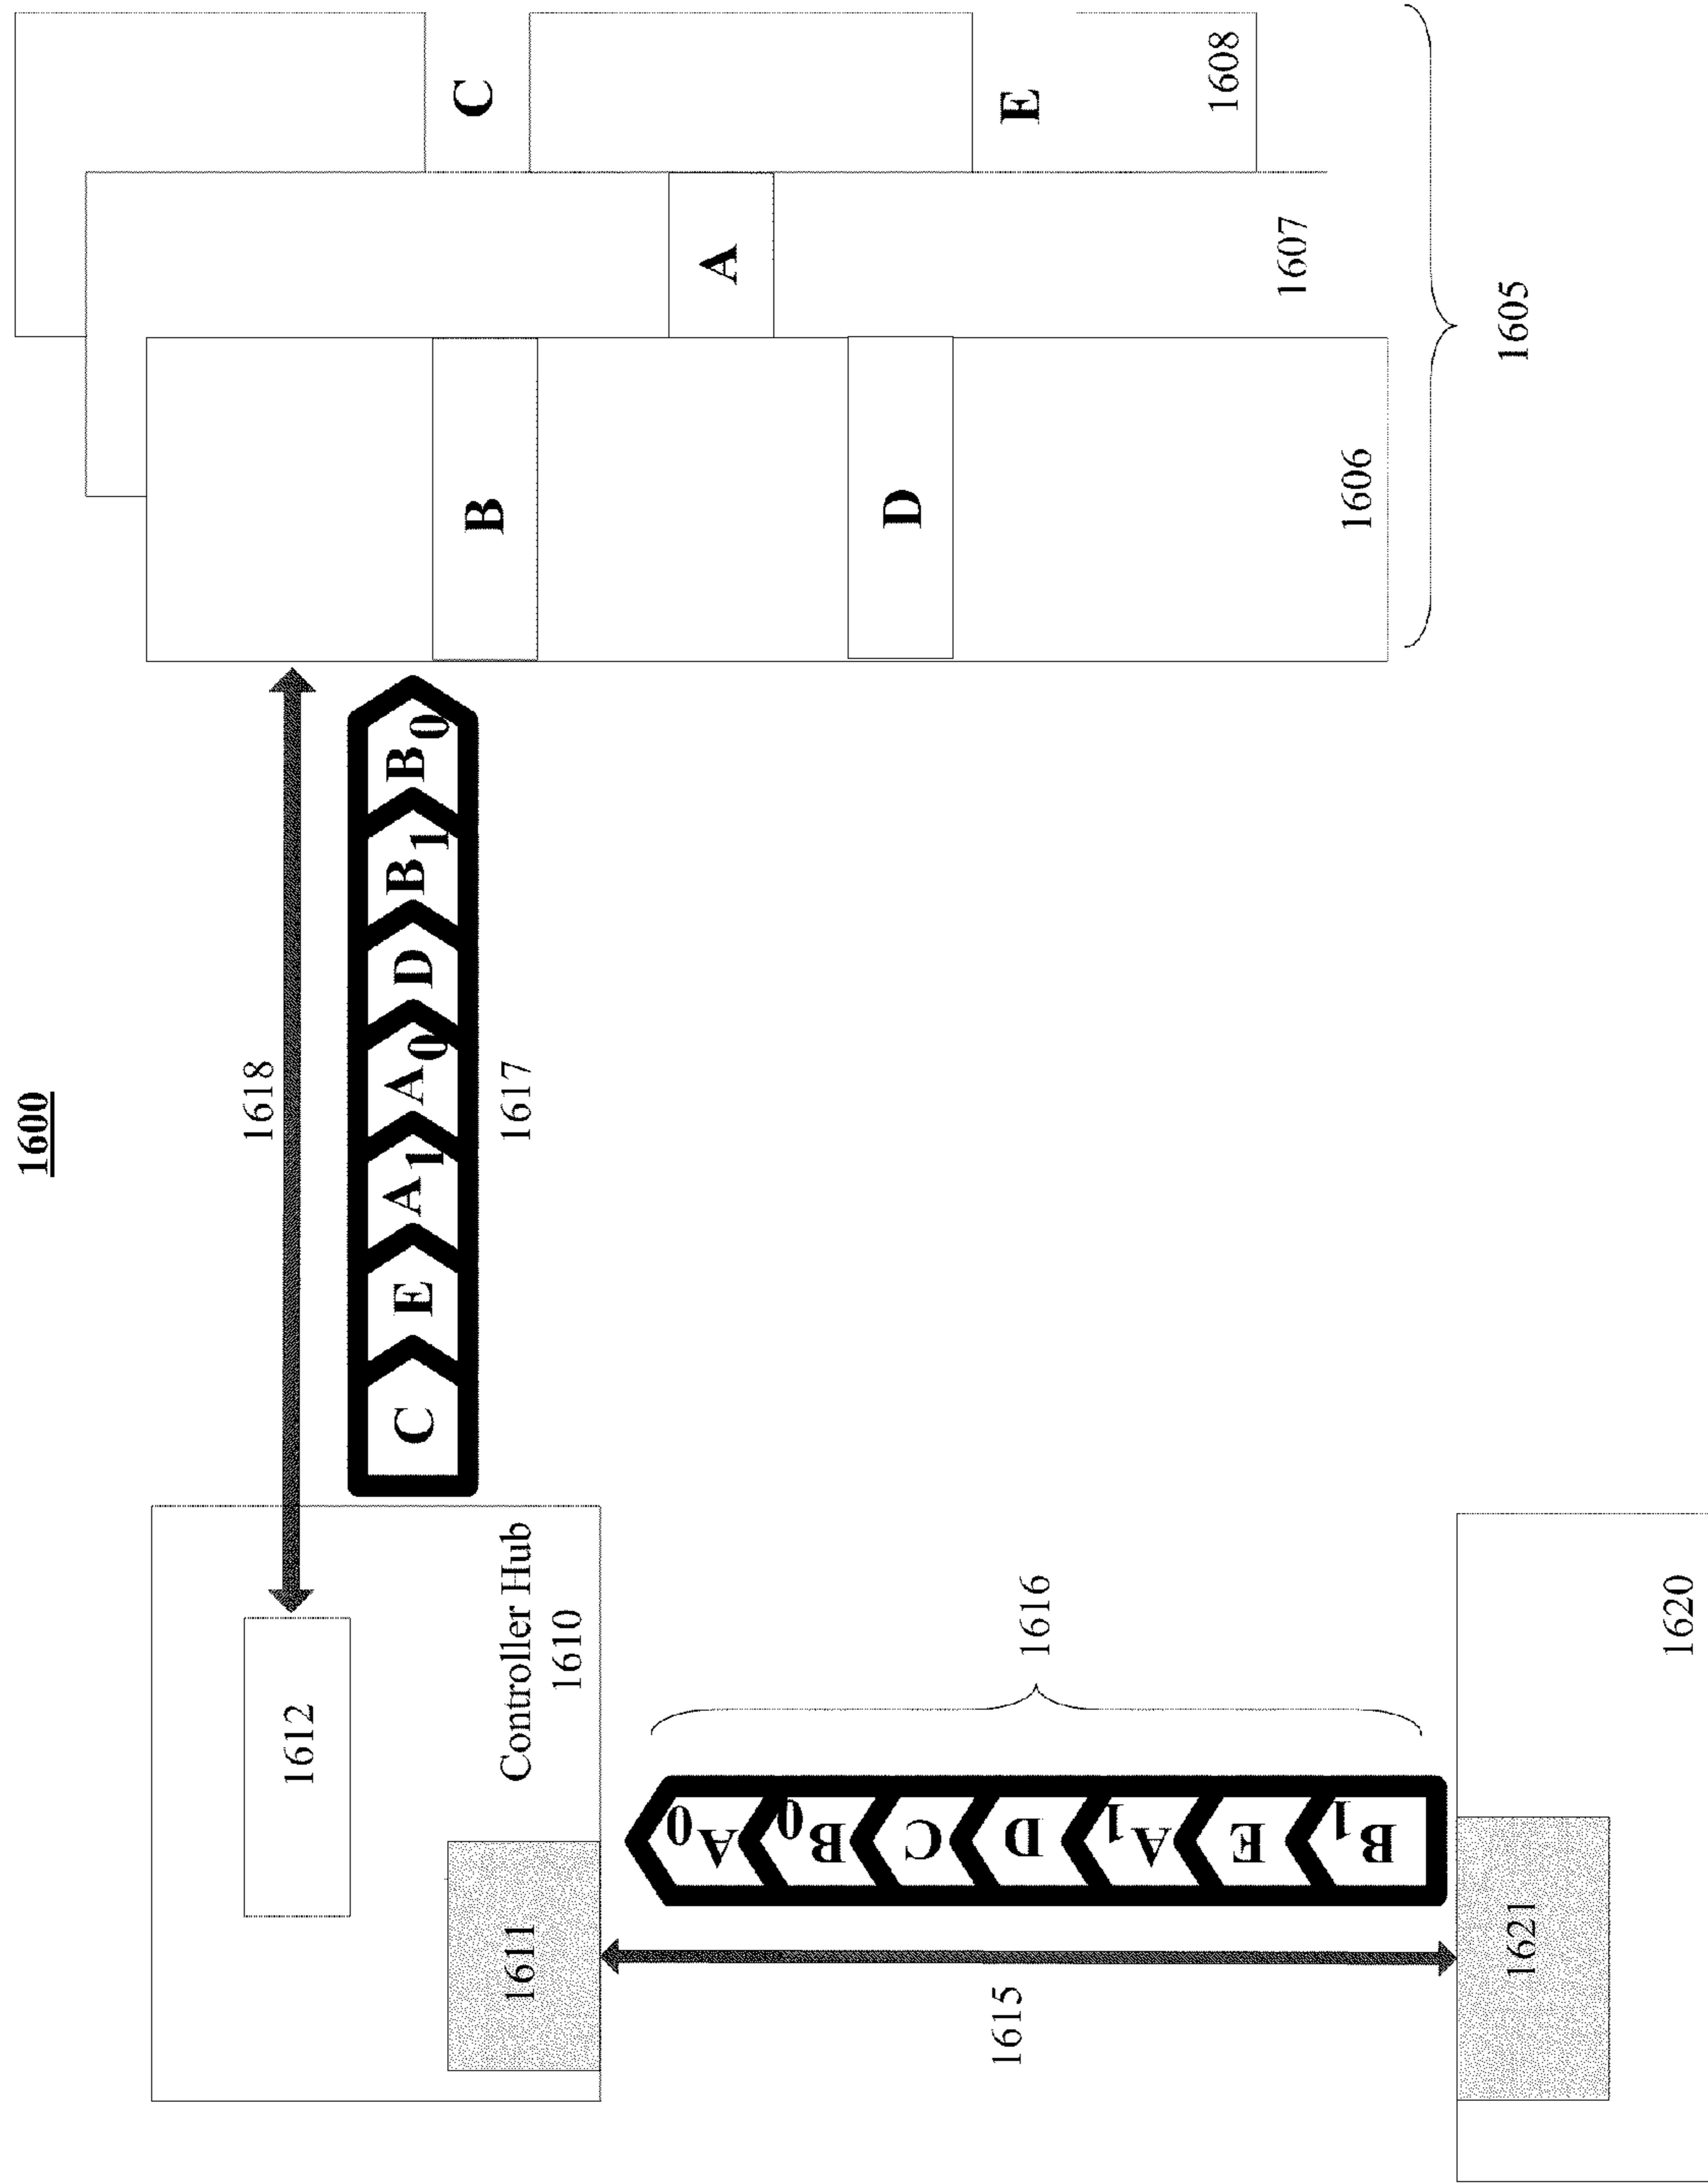 1600
1618
1612
C E A1 A0 D B1 B0
1617
Controller Hub
1610
1611
A0
B0
C
D
A1
E
B1
1616
1615
1621
1620
B
D
1606
A
1607
C
E
1608
1605